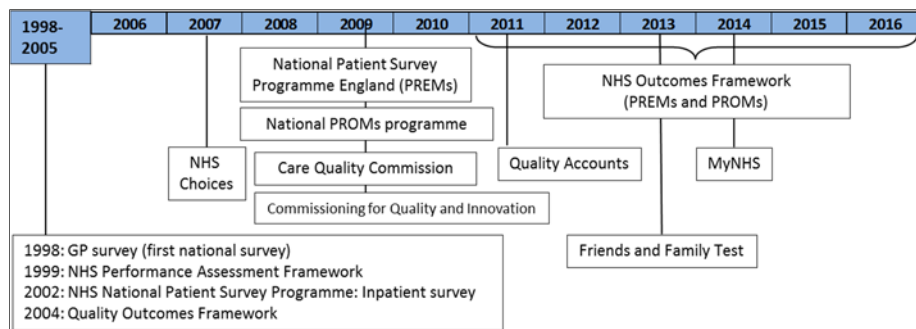 1998-
2005
2006 2007 2008 2009 2010 2011 2012 2013 2014 2015 2016
National Patient Survey
Programme England (PREMs)
NHS Outcomes Framework
(PREMs and PROMs)
National PROMs programme
NHS
Choices
Care Quality Commission
Quality Accounts
MyNHS
Commissioning for Quality and Innovation
Friends and Family Test
1998: GP survey (first national survey)
1999: NHS Performance Assessment Framework
2002: NHS National Patient Survey Programme: Inpatient survey
2004: Quality Outcomes Framework